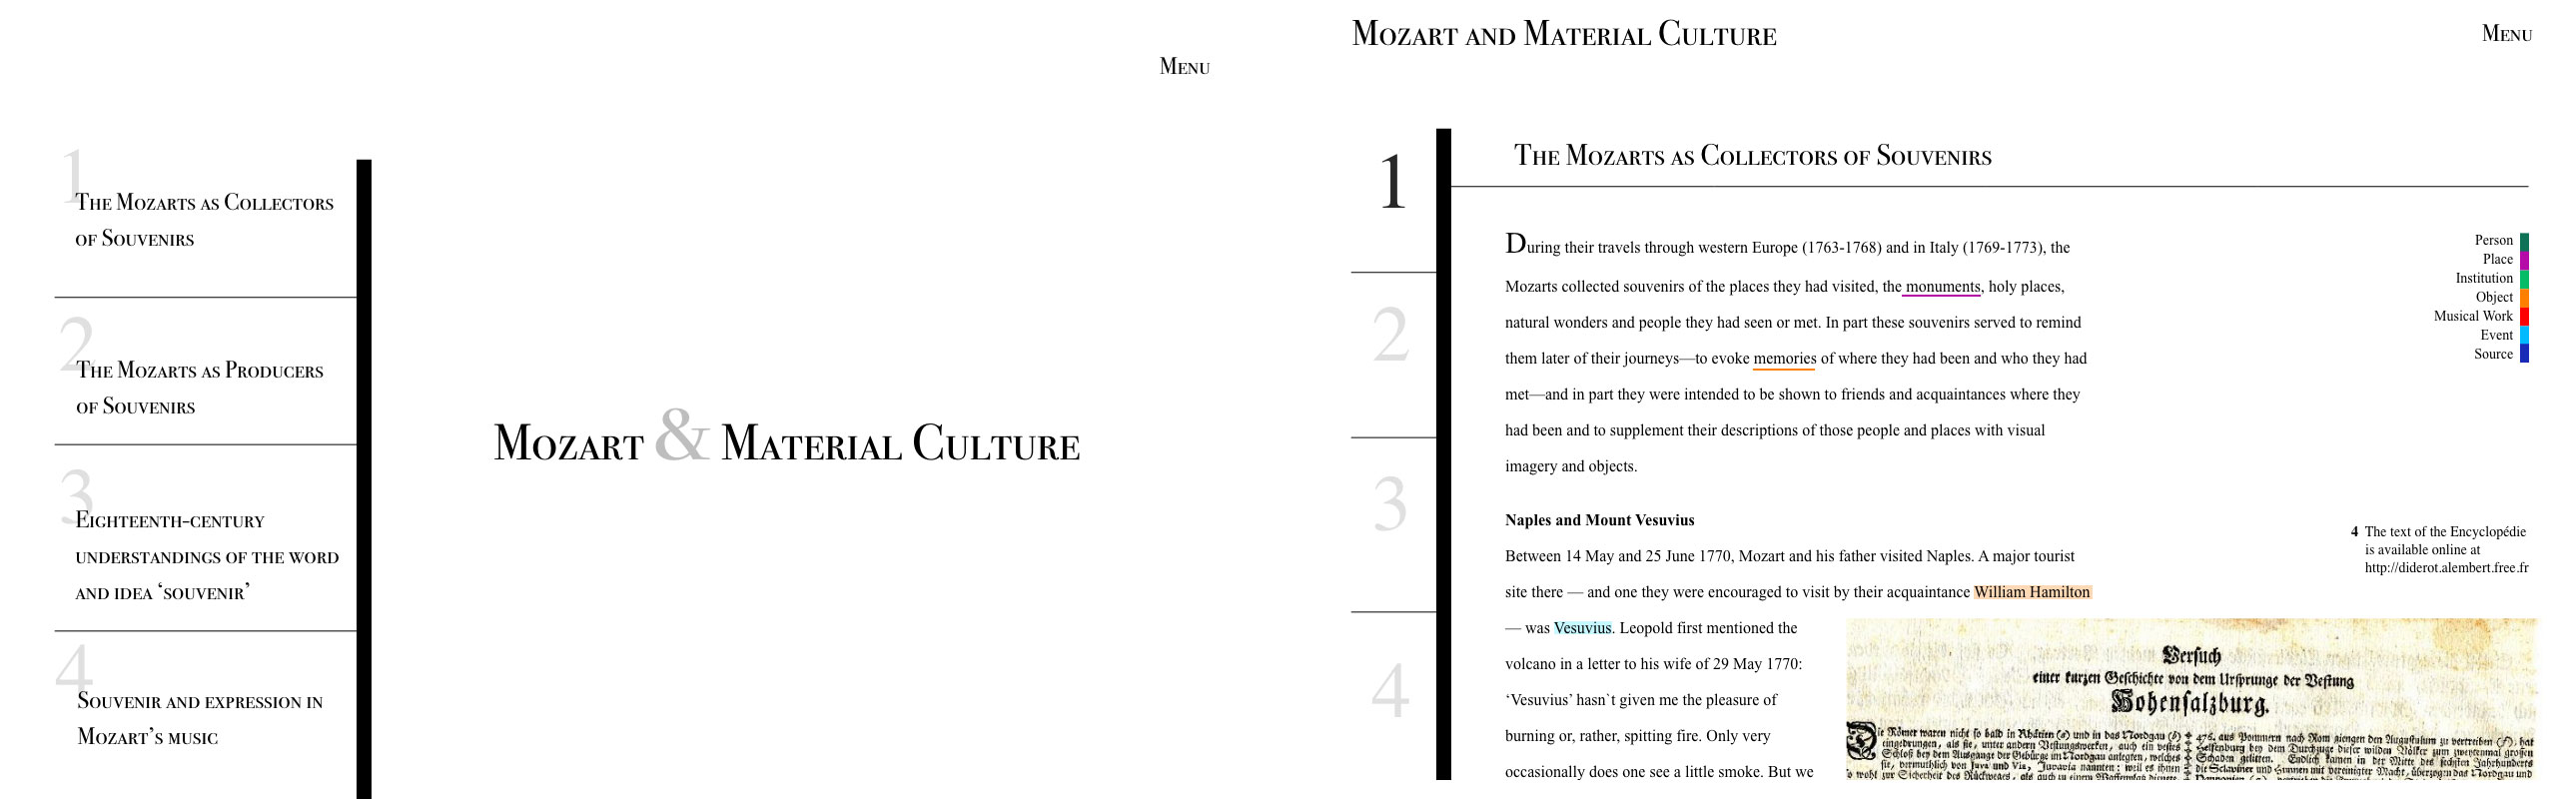 Menu
1
The Mozarts as Collectors
of Souvenirs
2
The Mozarts as Producers
of Souvenirs
3
Eighteenth-century
understandings of the word
and idea ‘souvenir’
4
Souvenir and expression in
Mozart’s music
Mozart & Material Culture
Mozart and Material Culture
Menu
1
2
3
4
The Mozarts as Collectors of Souvenirs
During their travels through western Europe (1763-1768) and in Italy (1769-1773), the
Mozarts collected souvenirs of the places they had visited, the monuments, holy places,
natural wonders and people they had seen or met. In part these souvenirs served to remind
them later of their journeys—to evoke memories of where they had been and who they had
met—and in part they were intended to be shown to friends and acquaintances where they
had been and to supplement their descriptions of those people and places with visual
imagery and objects.
Naples and Mount Vesuvius
Between 14 May and 25 June 1770, Mozart and his father visited Naples. A major tourist
site there — and one they were encouraged to visit by their acquaintance William Hamilton
— was Vesuvius. Leopold first mentioned the
volcano in a letter to his wife of 29 May 1770:
‘Vesuvius’ hasn`t given me the pleasure of
burning or, rather, spitting fire. Only very
occasionally does one see a little smoke. But we
Person
Place
Institution
Object
Musical Work
Event
Source
4 The text of the Encyclopédie
is available online at
http://diderot.alembert.free.fr
Versuch
einer kurzen Geschichte von dem Ursprunge der Vestung
Hohensalzburg.